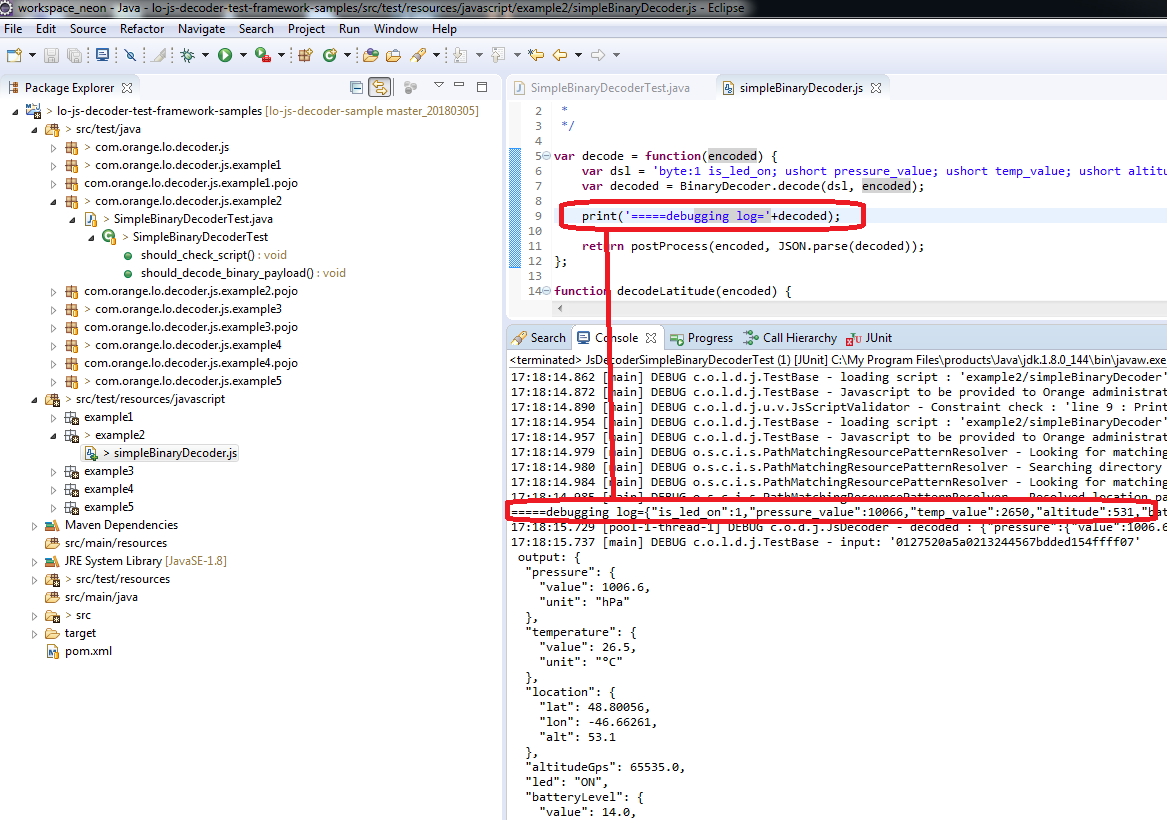 workspace_neon - Java - lo-js-decoder-test-framework-samples/src/test/resources/javascript/example2/simpleBinaryDecoder.js - Eclipse
File Edit Source Refactor Navigate Search Project Run Window Help
Package Explorer
> lo-js-decoder-test-framework-samples [lo-js-decoder-sample master_20180305]
> src/test/java
> com.orange.lo.decoder.js
> com.orange.lo.decoder.js.example1
com.orange.lo.decoder.js.example1.pojo
> com.orange.lo.decoder.js.example2
> SimpleBinaryDecoderTest.java
> SimpleBinaryDecoderTest
should_check_script() : void
should_decode_binary_payload() : void
com.orange.lo.decoder.js.example2.pojo
> com.orange.lo.decoder.js.example3
com.orange.lo.decoder.js.example3.pojo
> com.orange.lo.decoder.js.example4
com.orange.lo.decoder.js.example4.pojo
> com.orange.lo.decoder.js.example5
> src/test/resources/javascript
example1
> example2
> simpleBinaryDecoder.js
example3
example4
example5
Maven Dependencies
src/main/resources
JRE System Library [JavaSE-1.8]
> src/test/resources
src/main/java
> src
target
pom.xml
SimpleBinaryDecoderTest.java simpleBinaryDecoder.js
2 *
3 */
4
5 var decode = function(encoded) {
6 var dsl = 'byte:1 is_led_on; ushort pressure_value; ushort temp_value; ushort altitu
7 var decoded = BinaryDecoder.decode(dsl, encoded);
8
9 print('=====debugging log='+decoded);
10
11 return postProcess(encoded, JSON.parse(decoded));
12 };
13
14 function decodeLatitude(encoded) {
Search Console Progress Call Hierarchy JUnit
<terminated> JsDecoderSimpleBinaryDecoderTest (1) [JUnit] C:\My Program Files\products\Java\jdk.1.8.0_144\bin\javaw.exe
17:18:14.862 [main] DEBUG c.o.l.d.j.TestBase - loading script : 'example2/simpleBinaryDecoder'
17:18:14.872 [main] DEBUG c.o.l.d.j.TestBase - Javascript to be provided to Orange administrat
17:18:14.890 [main] DEBUG c.o.l.d.j.u.v.JsScriptValidator - Constraint check : 'line 9 : Print
17:18:14.954 [main] DEBUG c.o.l.d.j.TestBase - loading script : 'example2/simpleBinaryDecoder'
17:18:14.957 [main] DEBUG c.o.l.d.j.TestBase - Javascript to be provided to Orange administrat
17:18:14.979 [main] DEBUG o.s.c.i.s.PathMatchingResourcePatternResolver - Looking for matching
17:18:14.980 [main] DEBUG o.s.c.i.s.PathMatchingResourcePatternResolver - Searching directory
17:18:14.984 [main] DEBUG o.s.c.i.s.PathMatchingResourcePatternResolver - Looking for matching
17:18:14.985 [main] DEBUG o.s.c.i.s.PathMatchingResourcePatternResolver - Resolved location pa
=====debugging log={"is_led_on":1,"pressure_value":10066,"temp_value":2650,"altitude":531,"bat
17:18:15.729 [pool-1-thread-1] DEBUG c.o.d.j.JsDecoder - decoded : {"pressure":{"value":1006.6
17:18:15.737 [main] DEBUG c.o.l.d.j.TestBase - input: '0127520a5a0213244567bdded154ffff07'
output: {
"pressure": {
"value": 1006.6,
"unit": "hPa"
},
"temperature": {
"value": 26.5,
"unit": "°C"
},
"location": {
"lat": 48.80056,
"lon": -46.66261,
"alt": 53.1
},
"altitudeGps": 65535.0,
"led": "ON",
"batteryLevel": {
"value": 14.0,